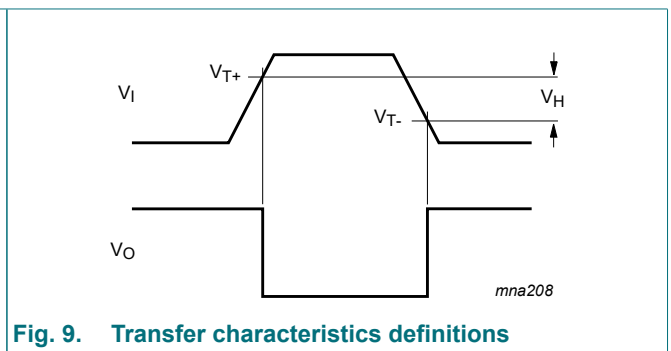 VT+
VI
VH
VT-
VO
mna208
Fig. 9. Transfer characteristics definitions